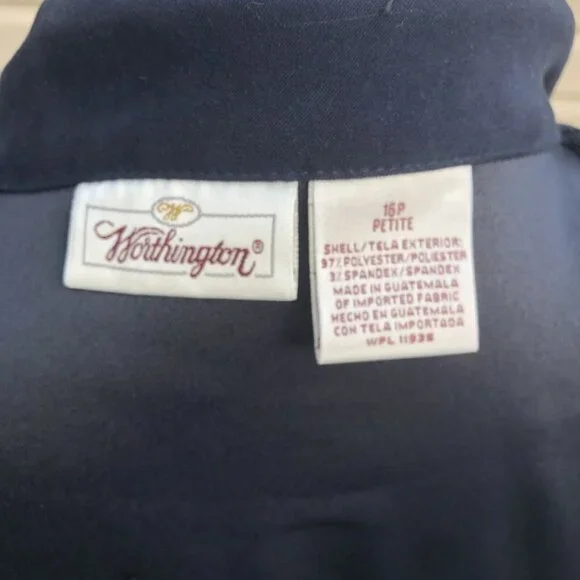 W
Worthington®
16P
PETITE
SHELL/TELA EXTERIOR:
97% POLYESTER/POLIESTER
3% SPANDEX/SPANDEX
MADE IN GUATEMALA
OF IMPORTED FABRIC
HECHO EN GUATEMALA
CON TELA IMPORTADA
WPL 11936